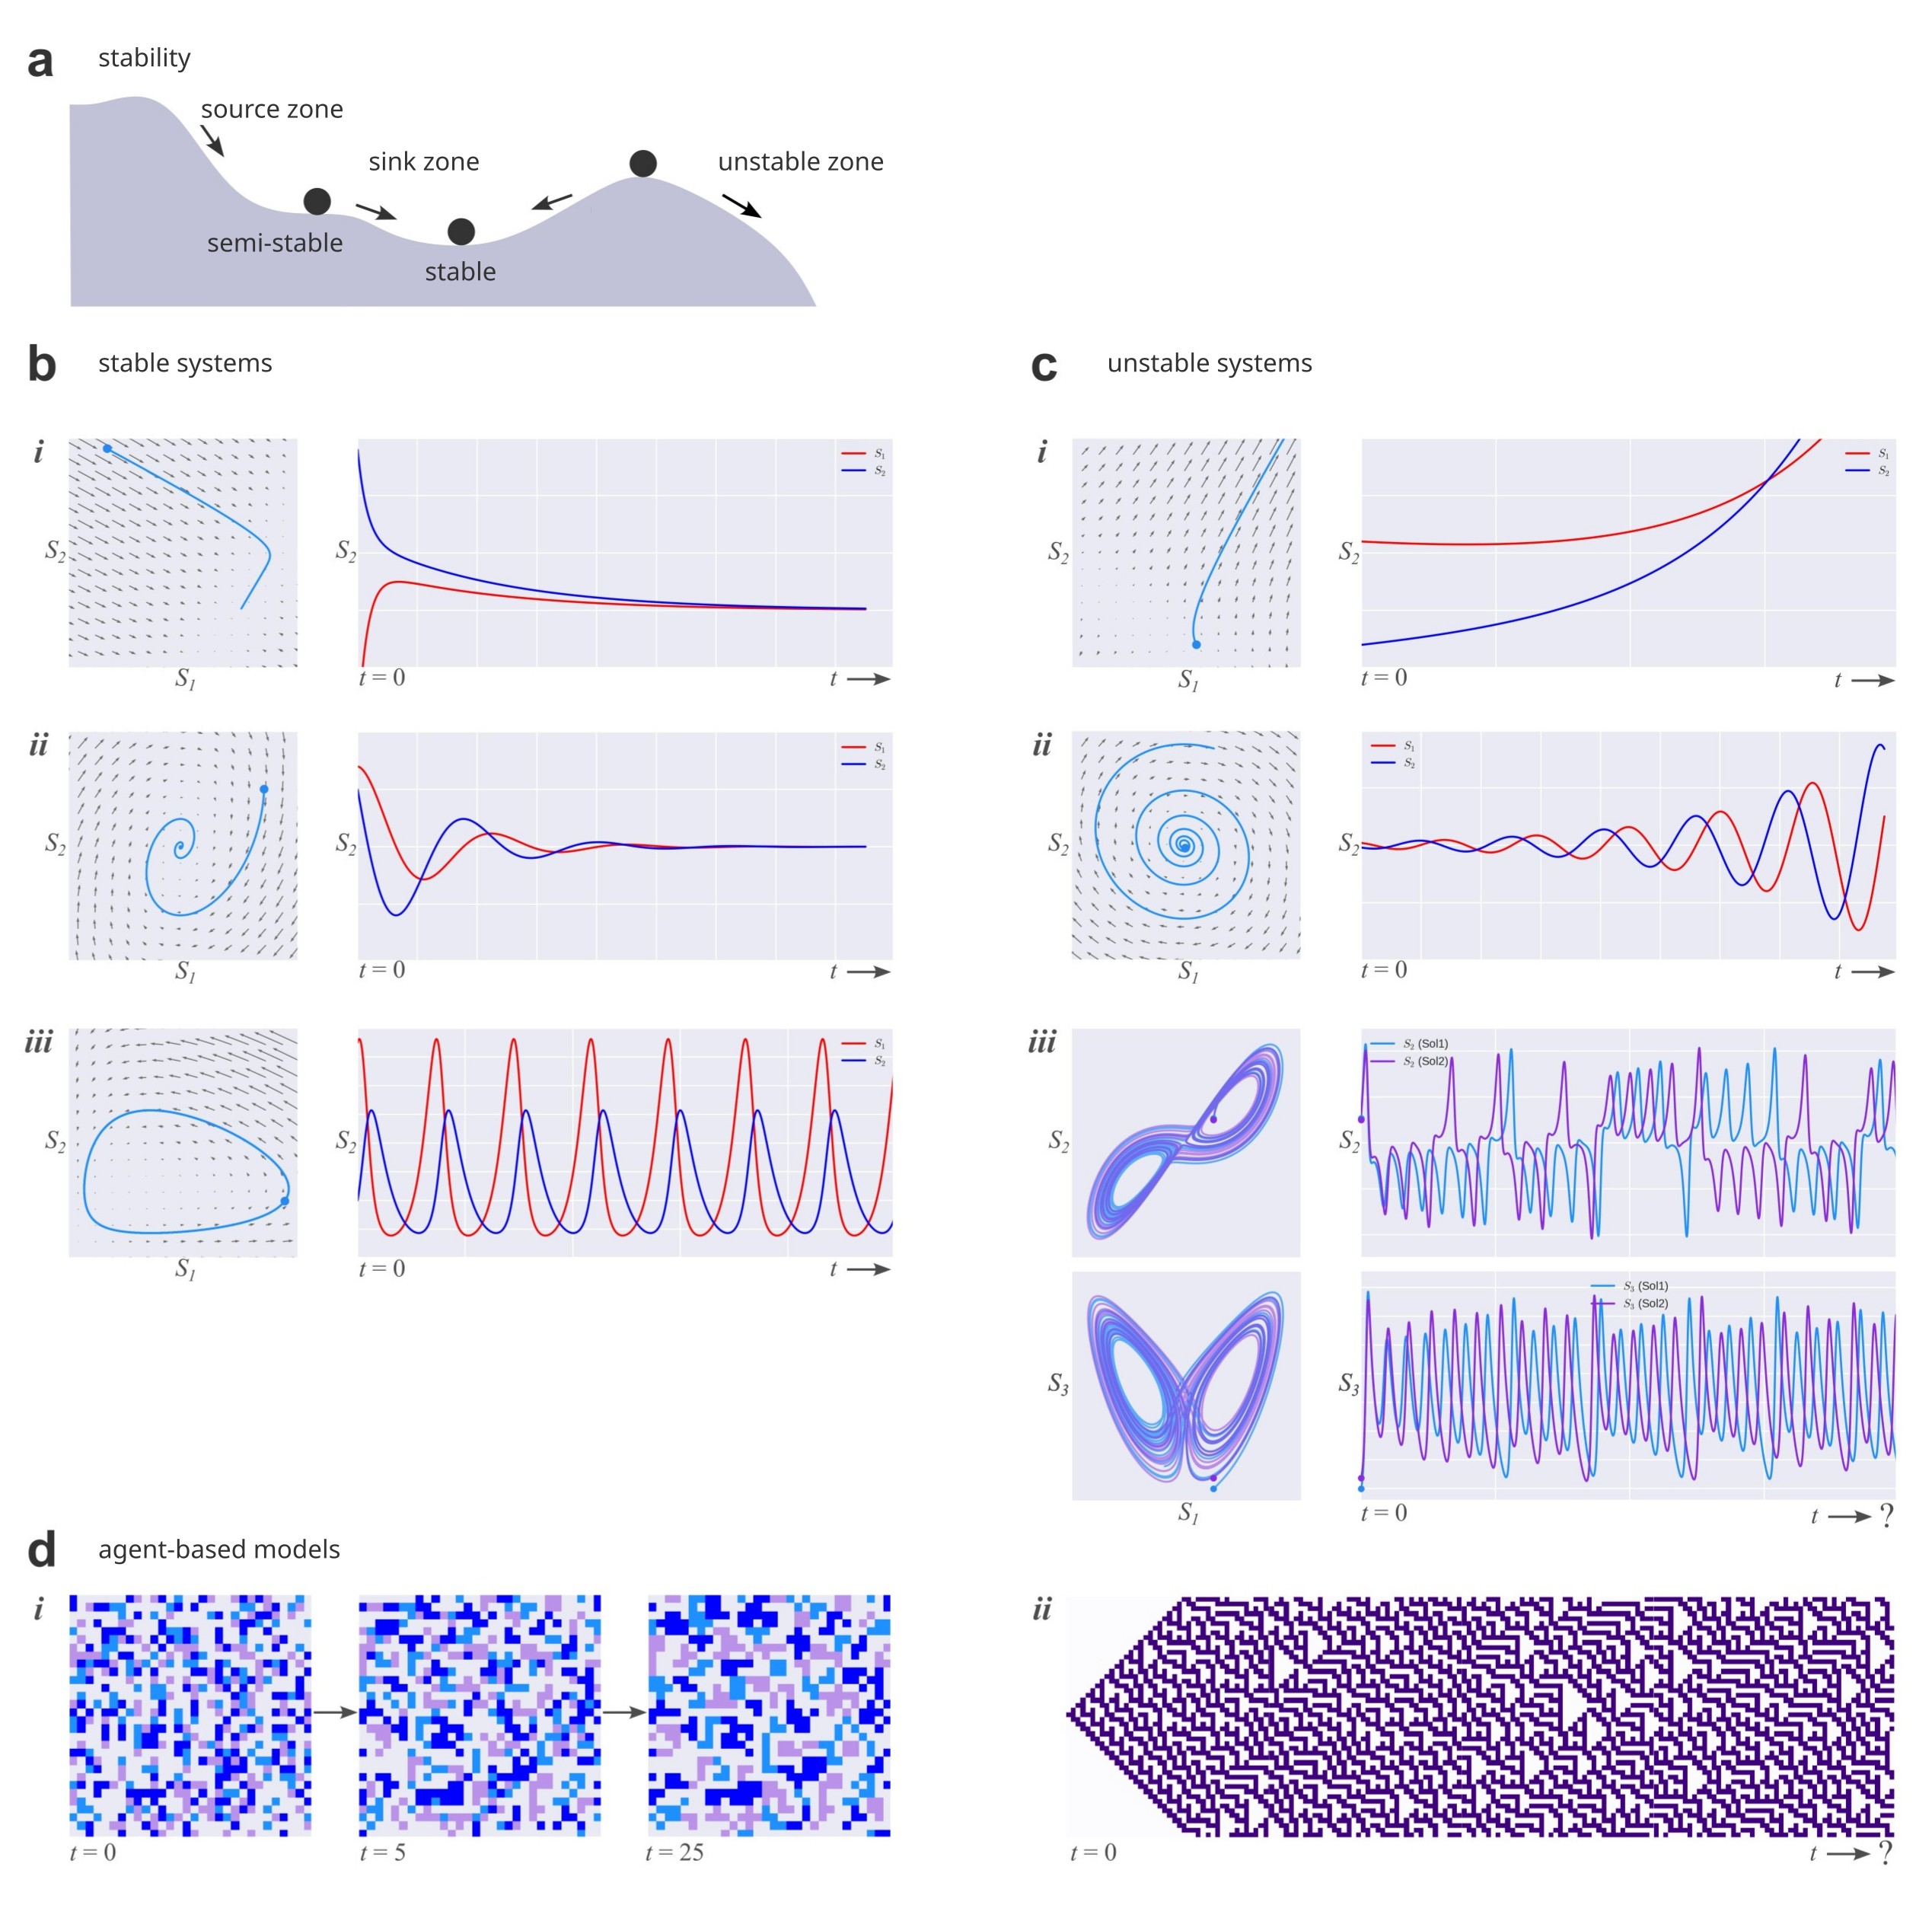 a stability
source zone
sink zone
unstable zone
semi-stable
stable
b stable systems
i
S2
S1
S2
S1
S2
t = 0
t
ii
S2
S1
S2
S1
S2
t = 0
t
iii
S2
S1
S2
S1
S2
t = 0
t
c unstable systems
i
S2
S1
S2
S1
S2
t = 0
t
ii
S2
S1
S2
S1
S2
t = 0
t
iii
S2
S2
S2 (Sol1)
S2 (Sol2)
S3
S1
S3
S3 (Sol1)
S3 (Sol2)
t = 0
t ?
d agent-based models
i
t = 0
t = 5
t = 25
ii
t = 0
t ?